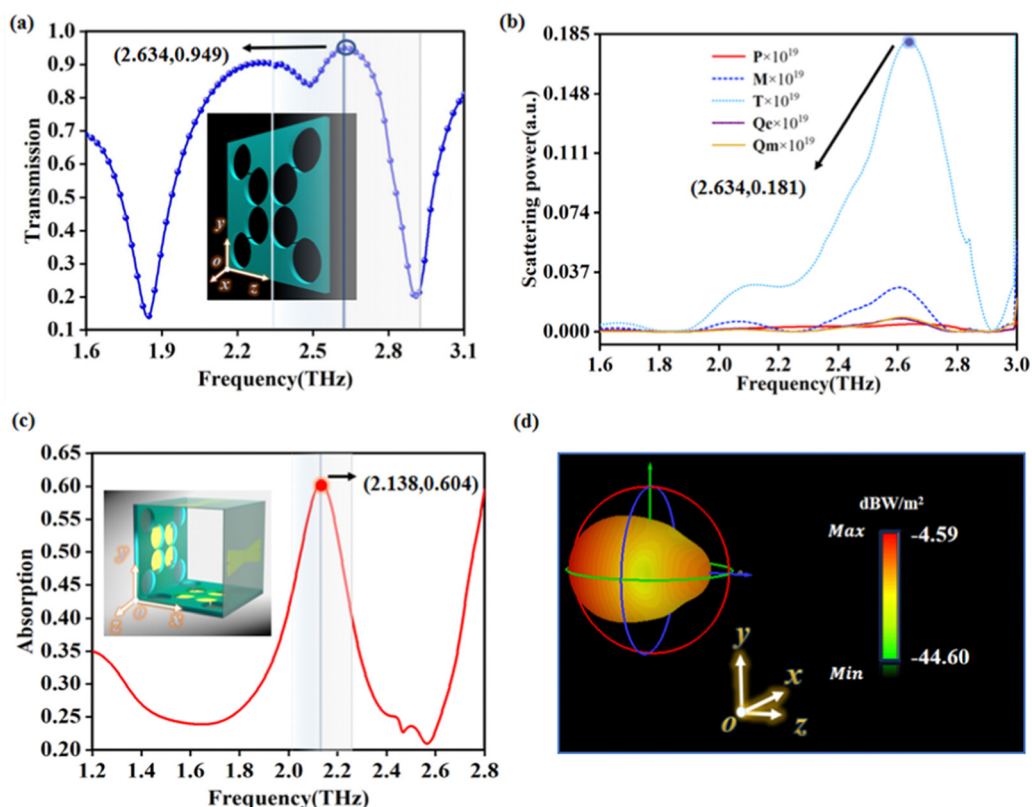 (a)
1.0
0.9
0.8
0.7
0.6
0.5
0.4
0.3
0.2
0.1
Transmission
(2.634,0.949)
y
o
x
z
1.6
1.9
2.2
2.5
2.8
3.1
Frequency(THz)
(b)
0.185
0.148
0.111
0.074
0.037
0.000
Scattering power(a.u.)
P×10¹⁹
M×10¹⁹
T×10¹⁹
Qe×10¹⁹
Qm×10¹⁹
(2.634,0.181)
1.6
1.8
2.0
2.2
2.4
2.6
2.8
3.0
Frequency(THz)
(c)
0.65
0.60
0.55
0.50
0.45
0.40
0.35
0.30
0.25
0.20
Absorption
(2.138,0.604)
y
o
1.2
1.4
1.6
1.8
2.0
2.2
2.4
2.6
2.8
Frequency(THz)
(d)
dBW/m²
Max
-4.59
-44.60
Min
y
x
o
z